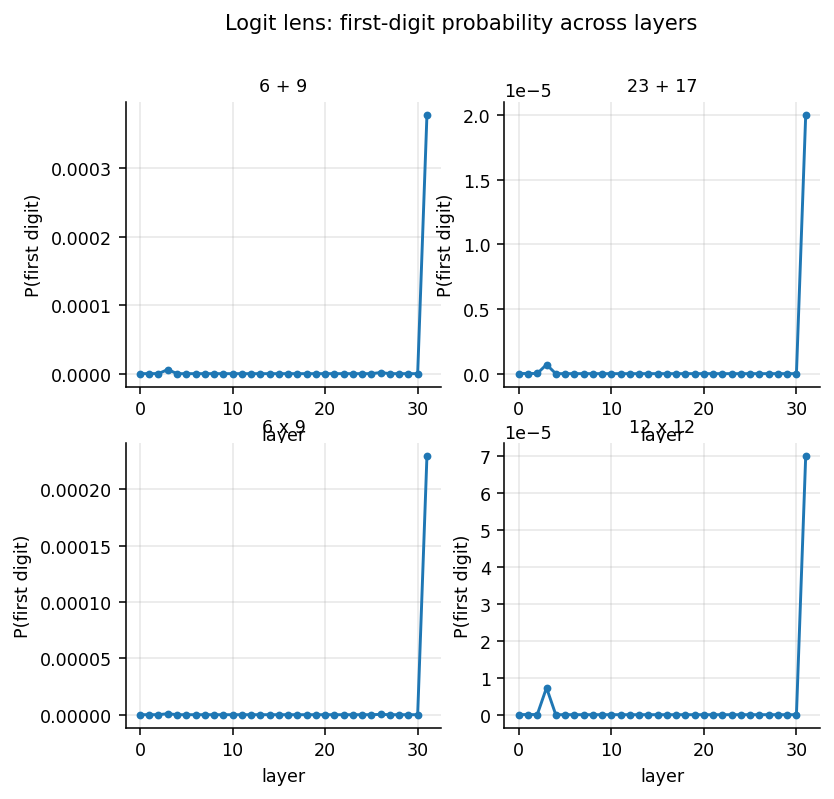 Logit lens: first-digit probability across layers
6 + 9
P(first digit)
0.0003
0.0002
0.0001
0.0000
0 10 20 30
layer
23 + 17
1e−5
P(first digit)
2.0
1.5
1.0
0.5
0.0
0 10 20 30
layer
6 x 9
P(first digit)
0.00020
0.00015
0.00010
0.00005
0.00000
0 10 20 30
layer
12 x 12
1e−5
P(first digit)
7
6
5
4
3
2
1
0
0 10 20 30
layer